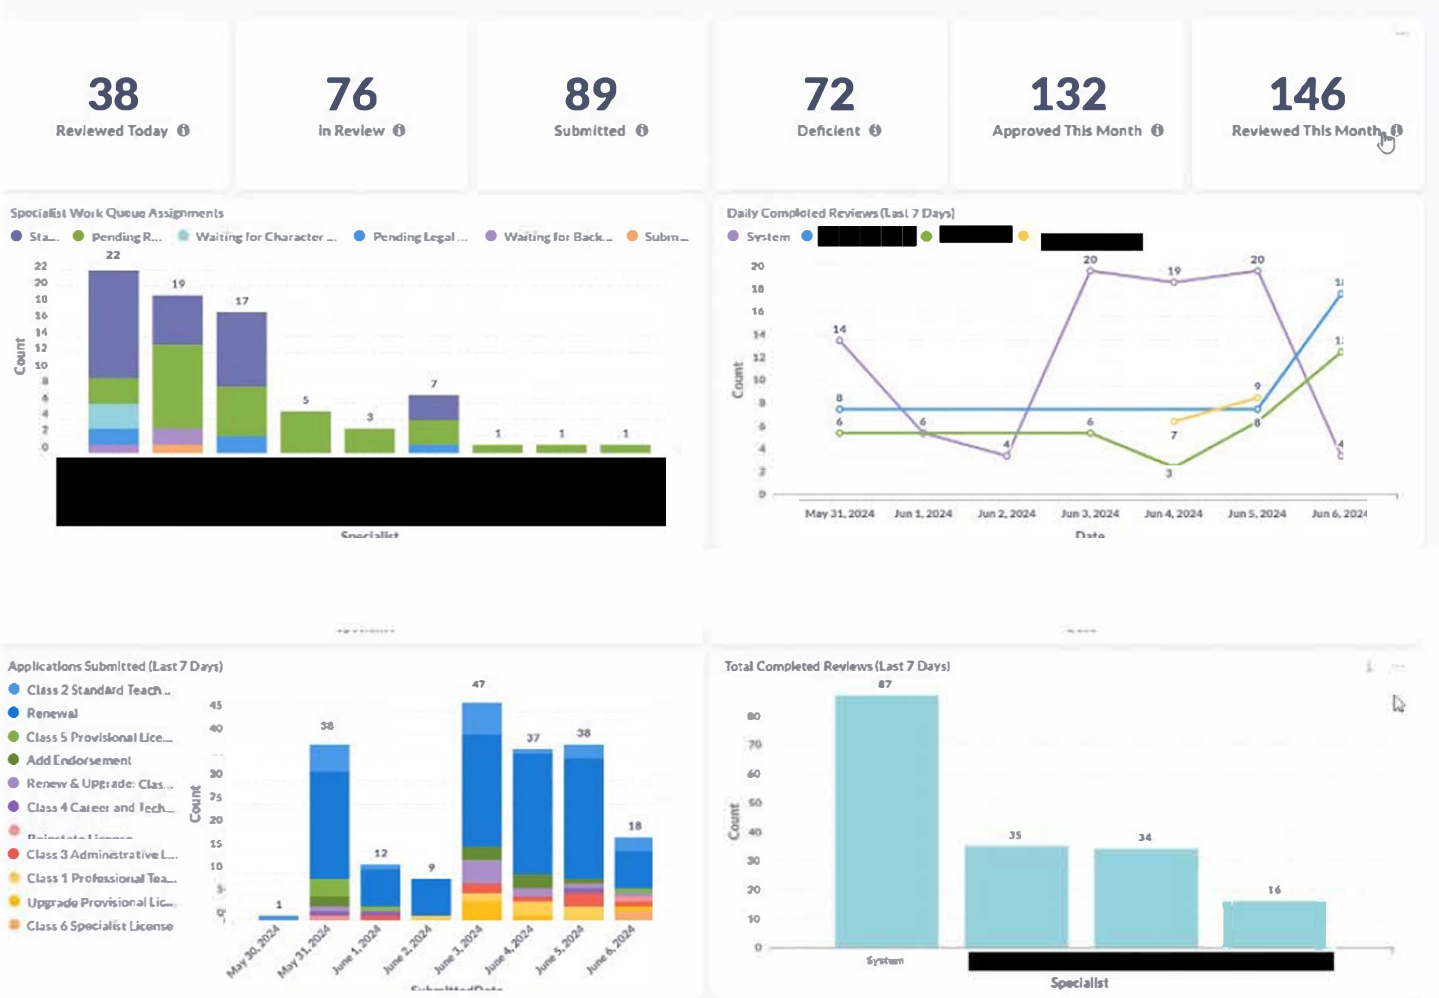 38
Reviewed Today
76
in Review
89
Submitted
72
Deficient
132
Approved This Month
146
Reviewed This Month
Specialist Work Queue Assignments
Sta... Pending R... Waiting for Character ... Pending Legal ... Waiting for Back... Subm...
22
19
17
5
3
7
1
1
1
22
20
18
16
14
12
10
8
6
4
2
0
Count
Specialist
Daily Completed Reviews (Last 7 Days)
System
20
18
16
14
12
10
8
6
4
2
0
Count
14
8
6
6
4
20
6
19
7
3
20
9
8
4
May 31, 2024 Jun 1, 2024 Jun 2, 2024 Jun 3, 2024 Jun 4, 2024 Jun 5, 2024 Jun 6, 2024
Date
Applications Submitted (Last 7 Days)
Class 2 Standard Teach...
Renewal
Class 5 Provisional Lice...
Add Endorsement
Renew & Upgrade: Clas...
Class 4 Career and Tech...
Reinstate License
Class 3 Administrative L...
Class 1 Professional Tea...
Upgrade Provisional Lic...
Class 6 Specialist License
45
40
30
25
20
15
10
5
0
Count
1
38
12
9
47
37
38
18
May 30, 2024 May 31, 2024 June 1, 2024 June 2, 2024 June 3, 2024 June 4, 2024 June 5, 2024 June 6, 2024
SubmittedDate
Total Completed Reviews (Last 7 Days)
87
35
34
16
80
70
60
50
40
30
20
10
0
Count
System
Specialist